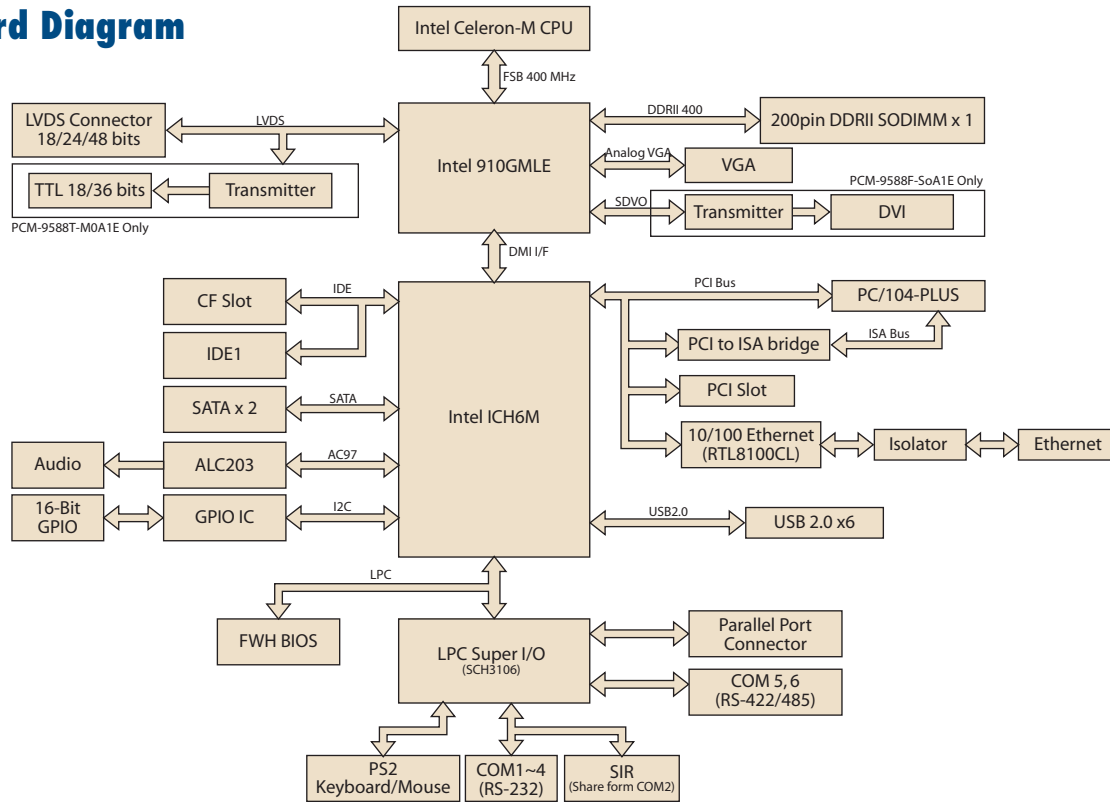 rd Diagram
Intel Celeron-M CPU
FSB 400 MHz
LVDS Connector
18/24/48 bits
LVDS
Intel 910GMLE
DDRII 400
200pin DDRII SODIMM x 1
Analog VGA
VGA
TTL 18/36 bits
Transmitter
PCM-9588T-M0A1E Only
PCM-9588F-SoA1E Only
SDVO
Transmitter
DVI
DMI I/F
CF Slot
IDE
IDE1
SATA x 2
SATA
Intel ICH6M
PCI Bus
PC/104-PLUS
PCI to ISA bridge
ISA Bus
PCI Slot
10/100 Ethernet
(RTL8100CL)
Isolator
Ethernet
Audio
ALC203
AC97
16-Bit
GPIO
GPIO IC
I2C
USB2.0
USB 2.0 x6
LPC
FWH BIOS
LPC Super I/O
(SCH3106)
Parallel Port
Connector
COM 5, 6
(RS-422/485)
PS2
Keyboard/Mouse
COM1~4
(RS-232)
SIR
(Share form COM2)